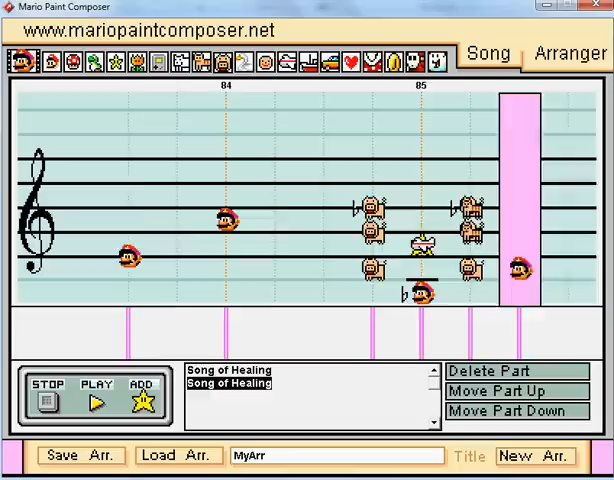 Mario Paint Composer
www.mariopaintcomposer.net
Song
Arranger
84
85
STOP PLAY ADD
Song of Healing
Song of Healing
Delete Part
Move Part Up
Move Part Down
Save Arr. Load Arr. MyArr Title New Arr.